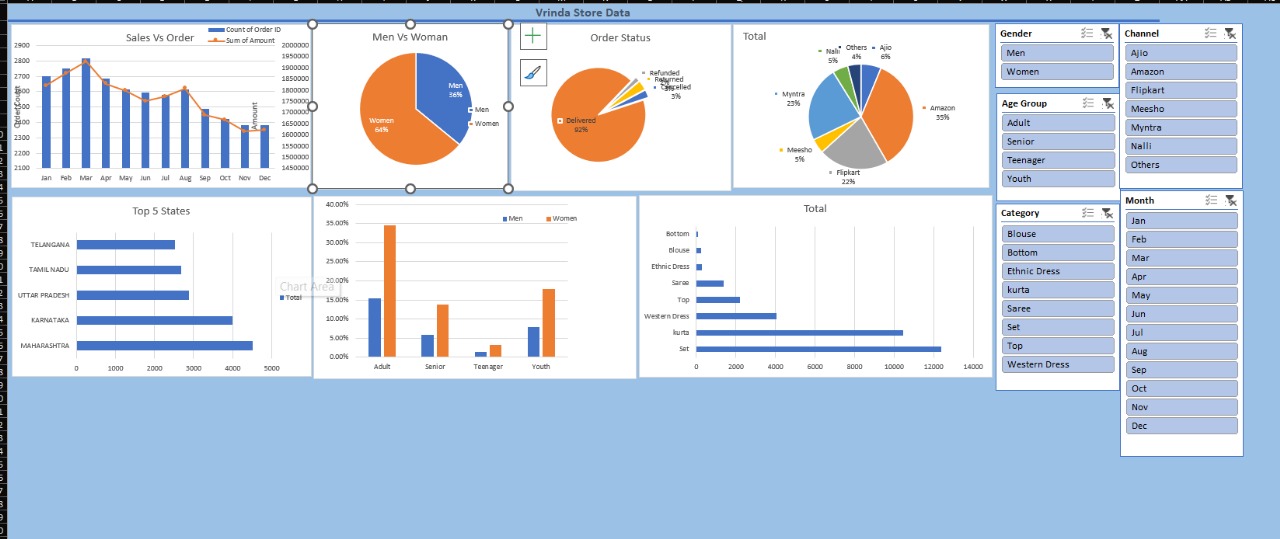 Vrinda Store Data
Sales Vs Order
Count of Order ID
Sum of Amount
2900
2800
2700
2600
2500
2400
2300
2200
2100
Order Count
Jan Feb Mar Apr May Jun Jul Aug Sep Oct Nov Dec
2000000
1950000
1900000
1850000
1800000
1750000
1700000
1650000
1600000
1550000
1500000
1450000
Amount
Men Vs Woman
Men
36%
Women
64%
Men
Women
Order Status
Refunded
Returned
Cancelled
3%
Delivered
92%
Total
Others
4%
Ajio
6%
Nalli
5%
Myntra
23%
Amazon
35%
Meesho
5%
Flipkart
22%
Gender
Men
Women
Age Group
Adult
Senior
Teenager
Youth
Category
Blouse
Bottom
Ethnic Dress
kurta
Saree
Set
Top
Western Dress
Channel
Ajio
Amazon
Flipkart
Meesho
Myntra
Nalli
Others
Month
Jan
Feb
Mar
Apr
May
Jun
Jul
Aug
Sep
Oct
Nov
Dec
Top 5 States
TELANGANA
TAMIL NADU
UTTAR PRADESH
KARNATAKA
MAHARASHTRA
0 1000 2000 3000 4000 5000
Total
Chart Area
Men Women
40.00%
35.00%
30.00%
25.00%
20.00%
15.00%
10.00%
5.00%
0.00%
Adult Senior Teenager Youth
Total
Bottom
Blouse
Ethnic Dress
Saree
Top
Western Dress
kurta
Set
0 2000 4000 6000 8000 10000 12000 14000